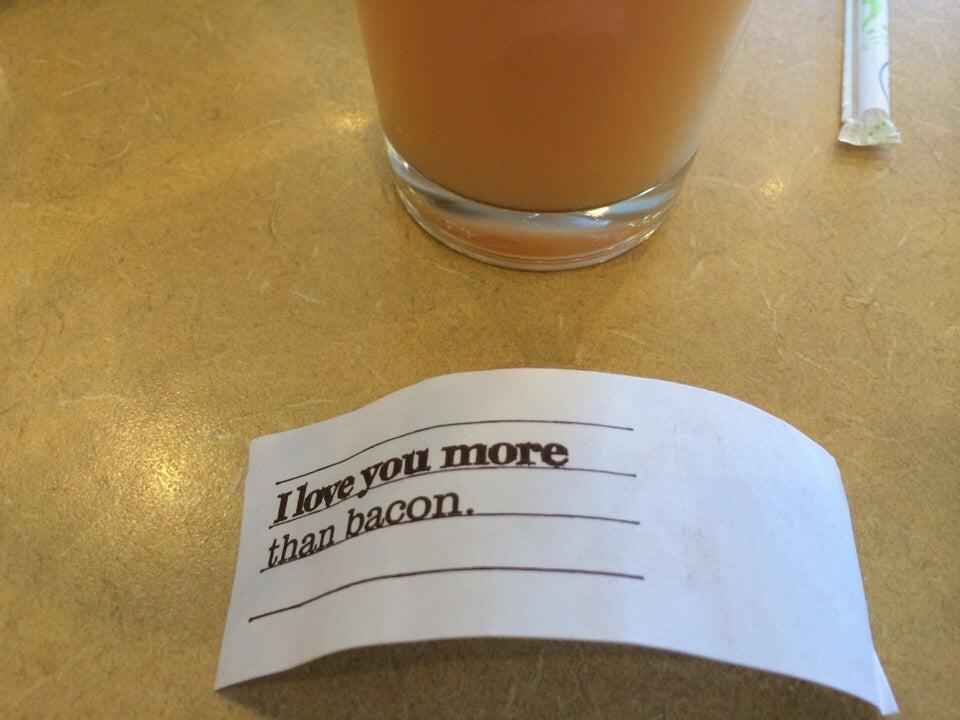 I love you more
than bacon.